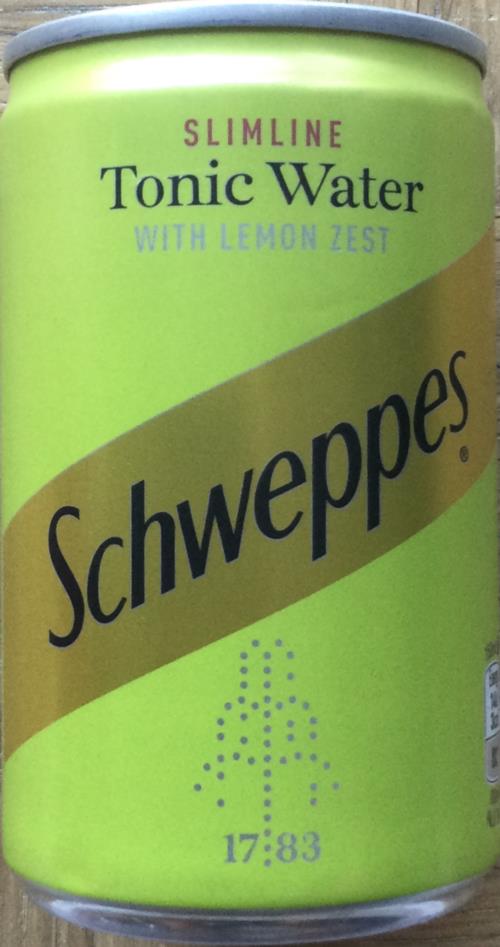 SLIMLINE
Tonic Water
WITH LEMON ZEST
Schweppes®
17 83